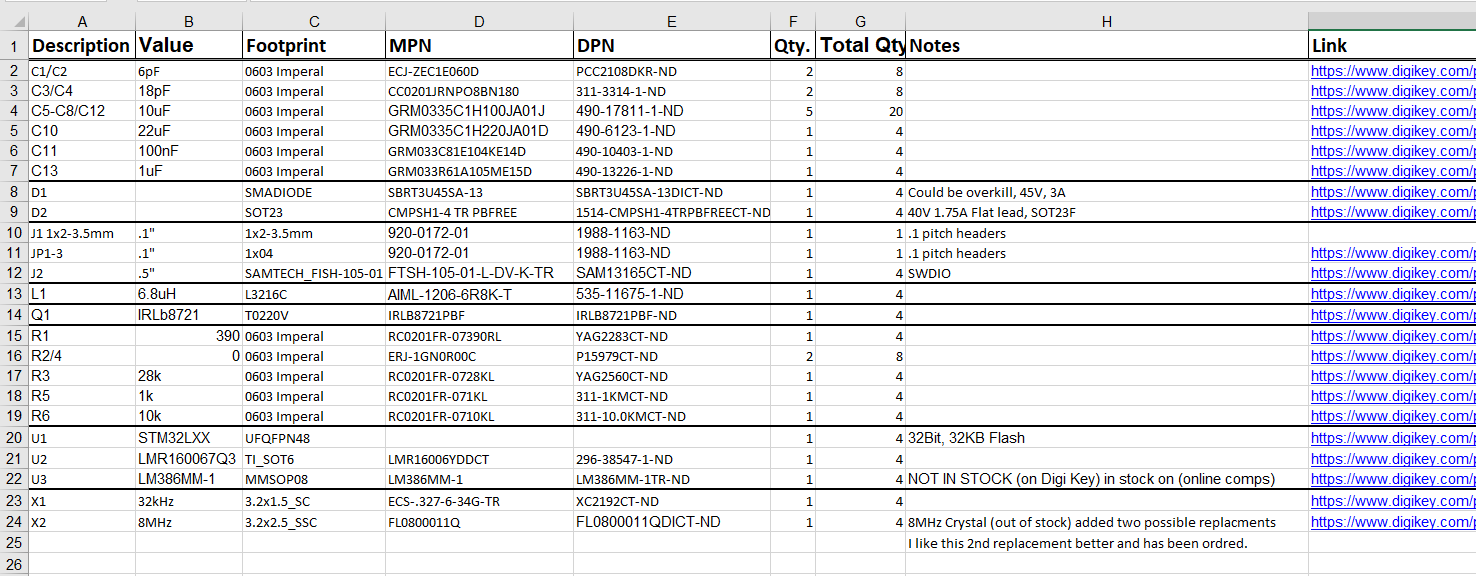 A B C D E F G H
1 Description Value Footprint MPN DPN Qty. Total Qty Notes Link
2 C1/C2 6pF 0603 Imperal ECJ-ZEC1E060D PCC2108DKR-ND 2 8 https://www.digikey.com/p
3 C3/C4 18pF 0603 Imperal CC0201JRNPO8BN180 311-3314-1-ND 2 8 https://www.digikey.com/p
4 C5-C8/C12 10uF 0603 Imperal GRM0335C1H100JA01J 490-17811-1-ND 5 20 https://www.digikey.com/p
5 C10 22uF 0603 Imperal GRM0335C1H220JA01D 490-6123-1-ND 1 4 https://www.digikey.com/p
6 C11 100nF 0603 Imperal GRM033C81E104KE14D 490-10403-1-ND 1 4 https://www.digikey.com/p
7 C13 1uF 0603 Imperal GRM033R61A105ME15D 490-13226-1-ND 1 4 https://www.digikey.com/p
8 D1 SMADIODE SBRT3U45SA-13 SBRT3U45SA-13DICT-ND 1 4 Could be overkill, 45V, 3A https://www.digikey.com/p
9 D2 SOT23 CMPSH1-4 TR PBFREE 1514-CMPSH1-4TRPBFREECT-ND 1 4 40V 1.75A Flat lead, SOT23F https://www.digikey.com/p
10 J1 1x2-3.5mm .1" 1x2-3.5mm 920-0172-01 1988-1163-ND 1 1 .1 pitch headers
11 JP1-3 .1" 1x04 920-0172-01 1988-1163-ND 1 1 .1 pitch headers https://www.digikey.com/p
12 J2 .5" SAMTECH_FISH-105-01 FTSH-105-01-L-DV-K-TR SAM13165CT-ND 1 4 SWDIO https://www.digikey.com/p
13 L1 6.8uH L3216C AIML-1206-6R8K-T 535-11675-1-ND 1 4 https://www.digikey.com/p
14 Q1 IRLb8721 T0220V IRLB8721PBF IRLB8721PBF-ND 1 4 https://www.digikey.com/p
15 R1 390 0603 Imperal RC0201FR-07390RL YAG2283CT-ND 1 4 https://www.digikey.com/p
16 R2/4 0 0603 Imperal ERJ-1GN0R00C P15979CT-ND 2 8 https://www.digikey.com/p
17 R3 28k 0603 Imperal RC0201FR-0728KL YAG2560CT-ND 1 4 https://www.digikey.com/p
18 R5 1k 0603 Imperal RC0201FR-071KL 311-1KMCT-ND 1 4 https://www.digikey.com/p
19 R6 10k 0603 Imperal RC0201FR-0710KL 311-10.0KMCT-ND 1 4 https://www.digikey.com/p
20 U1 STM32LXX UFQFPN48 1 4 32Bit, 32KB Flash https://www.digikey.com/p
21 U2 LMR160067Q3 TI_SOT6 LMR16006YDDCT 296-38547-1-ND 1 4 https://www.digikey.com/p
22 U3 LM386MM-1 MMSOP08 LM386MM-1 LM386MM-1TR-ND 1 4 NOT IN STOCK (on Digi Key) in stock on (online comps) https://www.digikey.com/p
23 X1 32kHz 3.2x1.5_SC ECS-.327-6-34G-TR XC2192CT-ND 1 4 https://www.digikey.com/p
24 X2 8MHz 3.2x2.5_SSC FL0800011Q FL0800011QDICT-ND 1 4 8MHz Crystal (out of stock) added two possible replacments https://www.digikey.com/p
25 I like this 2nd replacement better and has been ordred.
26